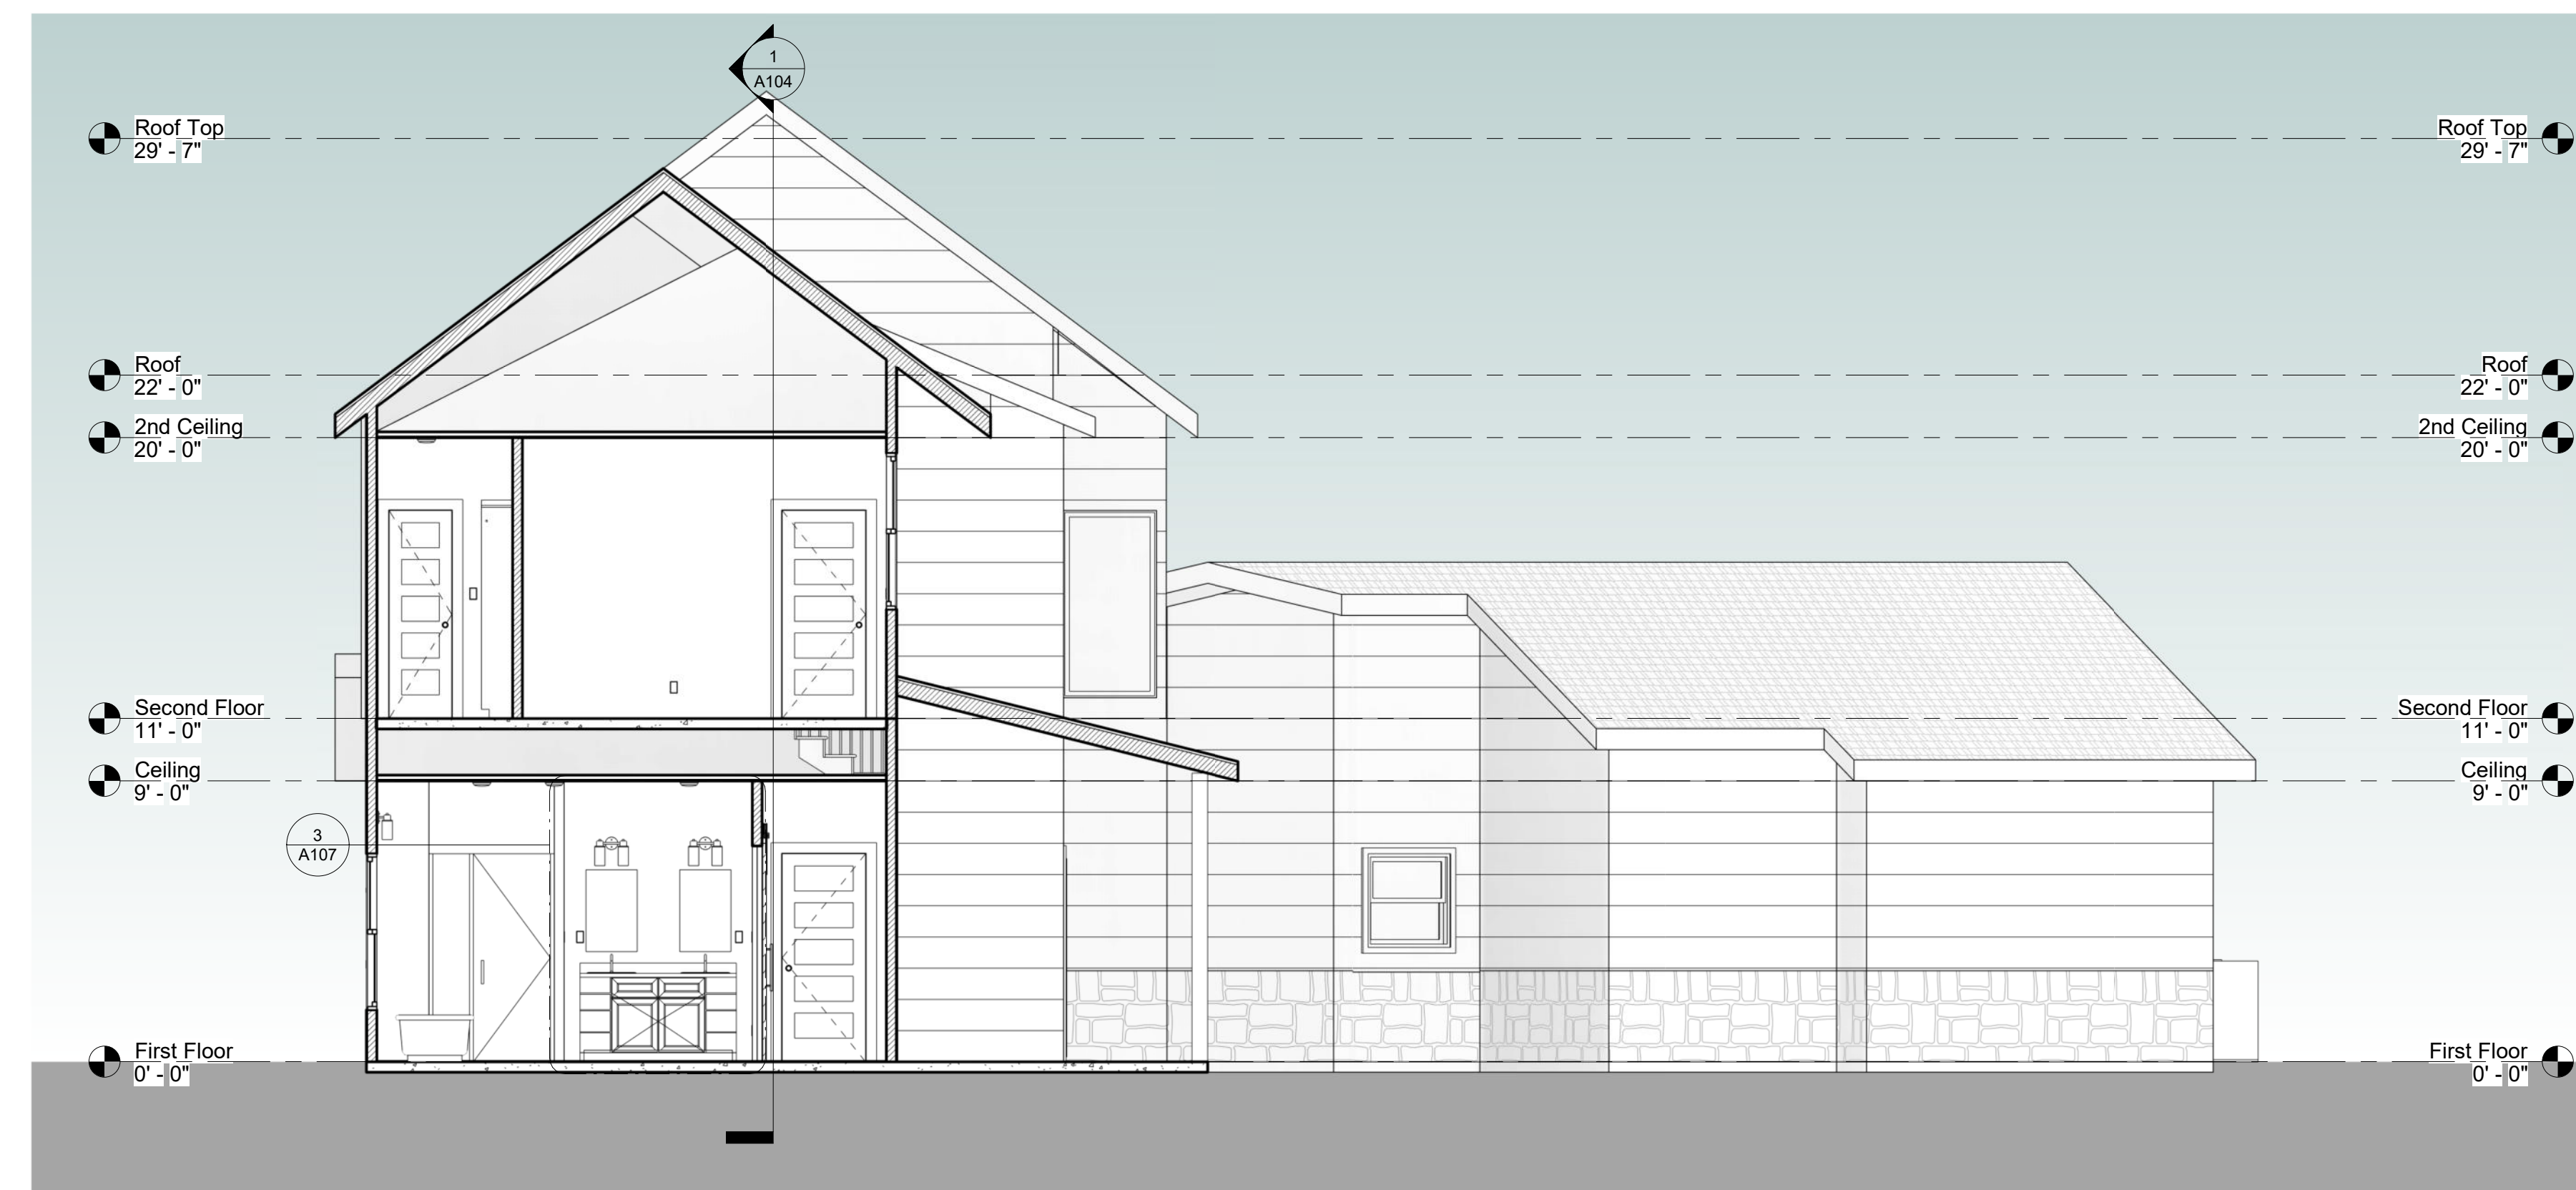 1
A104
Roof Top
29' - 7"
Roof Top
29' - 7"
Roof
22' - 0"
Roof
22' - 0"
2nd Ceiling
20' - 0"
2nd Ceiling
20' - 0"
Second Floor
11' - 0"
Second Floor
11' - 0"
Ceiling
9' - 0"
Ceiling
9' - 0"
3
A107
First Floor
0' - 0"
First Floor
0' - 0"